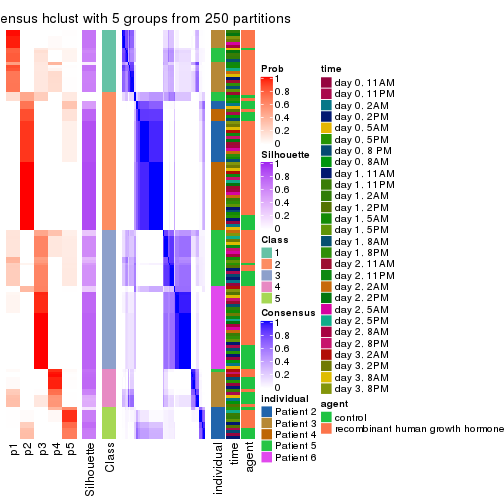 ensus hclust with 5 groups from 250 partitions
Prob
1
0.8
0.6
0.4
0.2
0
Silhouette
1
0.8
0.6
0.4
0.2
0
Class
1
2
3
4
5
Consensus
1
0.8
0.6
0.4
0.2
0
individual
Patient 2
Patient 3
Patient 4
Patient 5
Patient 6
time
day 0. 11AM
day 0. 11PM
day 0. 2AM
day 0. 2PM
day 0. 5AM
day 0. 5PM
day 0. 8 PM
day 0. 8AM
day 1. 11AM
day 1. 11PM
day 1. 2AM
day 1. 2PM
day 1. 5AM
day 1. 5PM
day 1. 8AM
day 1. 8PM
day 2. 11AM
day 2. 11PM
day 2. 2AM
day 2. 2PM
day 2. 5AM
day 2. 5PM
day 2. 8AM
day 2. 8PM
day 3. 2AM
day 3. 2PM
day 3. 8AM
day 3. 8PM
agent
control
recombinant human growth hormone
p1
p2
p3
p4
p5
Silhouette
Class
individual
time
agent